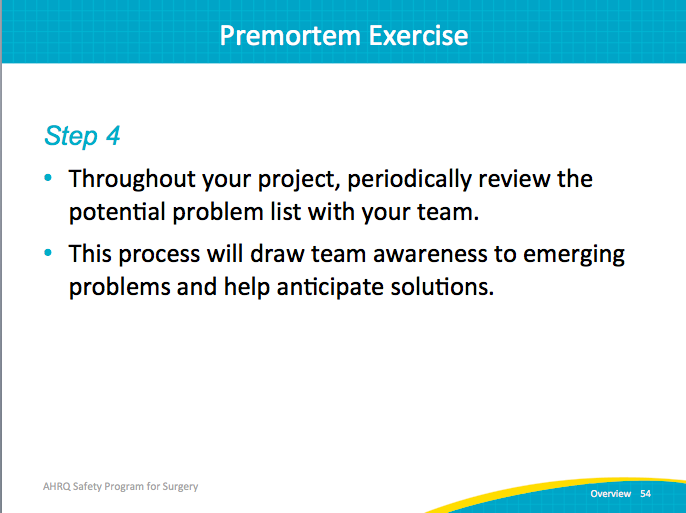 Premortem Exercise
Step 4
• Throughout your project, periodically review the
potential problem list with your team.
• This process will draw team awareness to emerging
problems and help anticipate solutions.
AHRQ Safety Program for Surgery
Overview 54